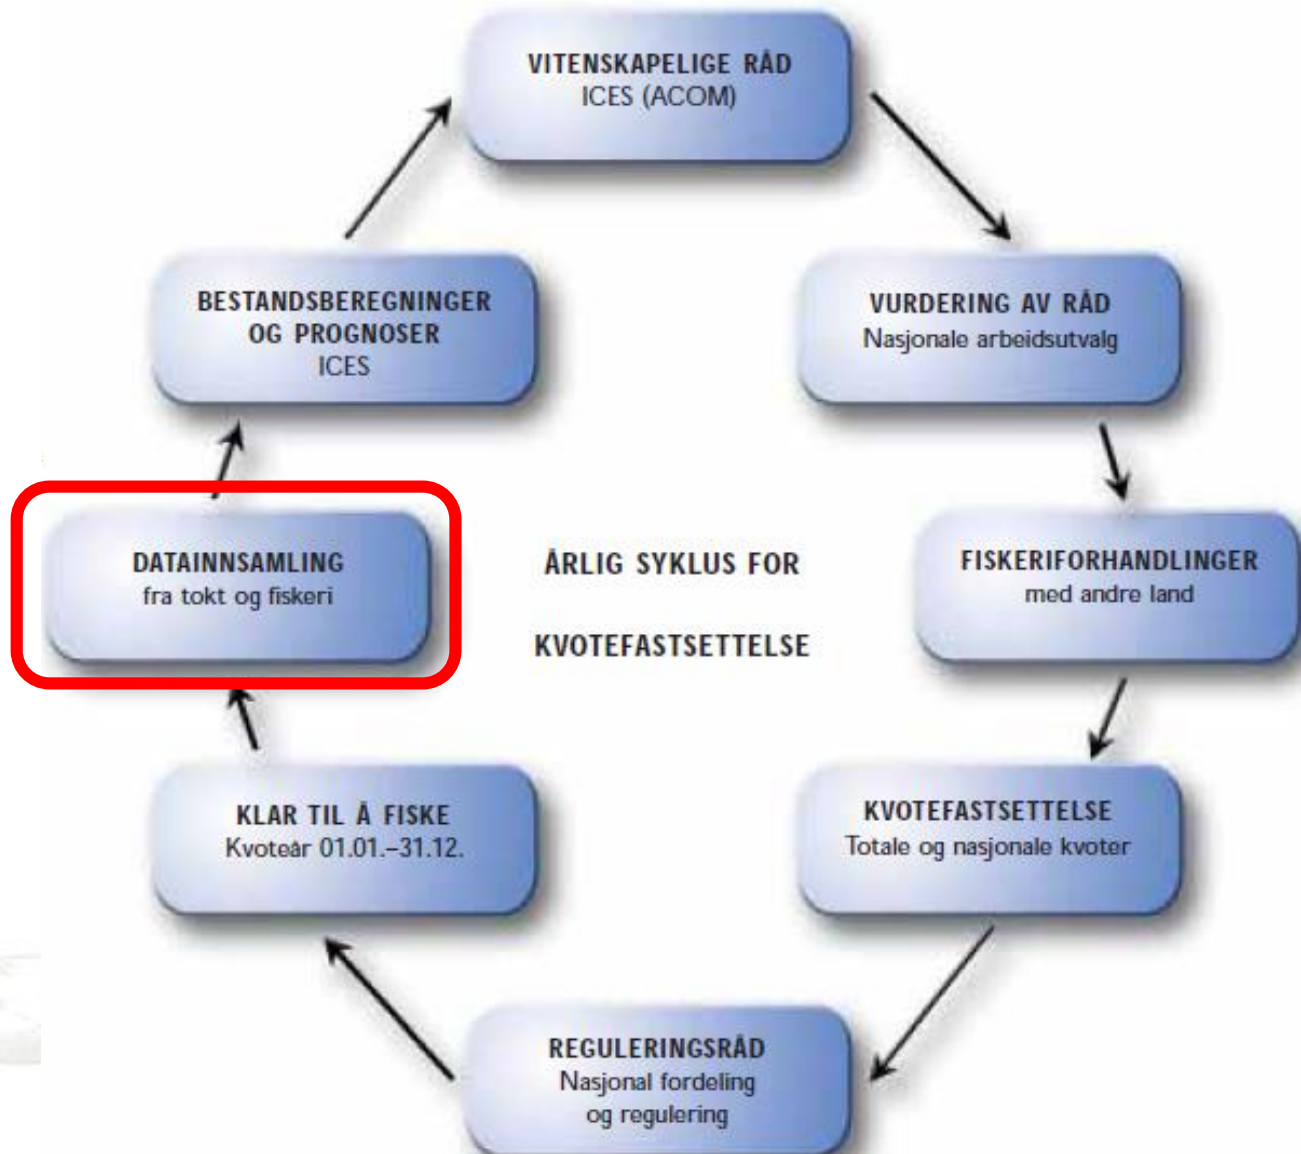 VITENSKAPELIGE RÅD
ICES (ACOM)
VURDERING AV RÅD
Nasjonale arbeidsutvalg
FISKERIFORHANDLINGER
med andre land
KVOTEFASTSETTELSE
Totale og nasjonale kvoter
REGULERINGSRÅD
Nasjonal fordeling
og regulering
KLAR TIL Å FISKE
Kvoteår 01.01.–31.12.
DATAINNSAMLING
fra tokt og fiskeri
BESTANDSBEREGNINGER
OG PROGNOSER
ICES
ÅRLIG SYKLUS FOR
KVOTEFASTSETTELSE